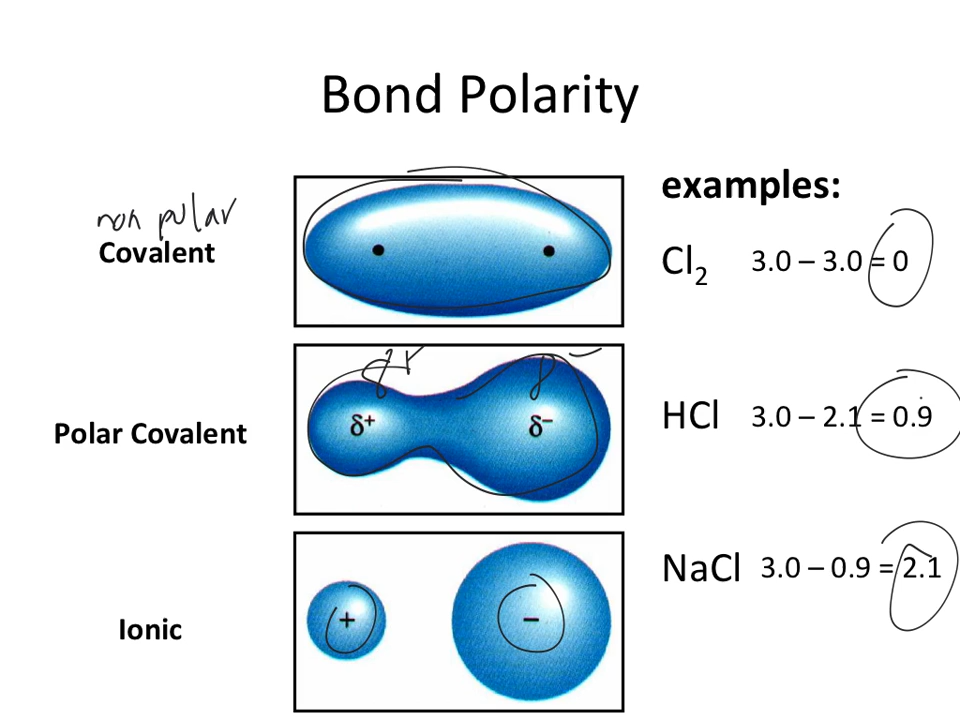 Bond Polarity
examples:
non polar
Covalent
Cl₂ 3.0 – 3.0 = 0
δ+
δ−
Polar Covalent
δ⁺ δ⁻
HCl 3.0 – 2.1 = 0.9
Ionic
+ −
NaCl 3.0 – 0.9 = 2.1